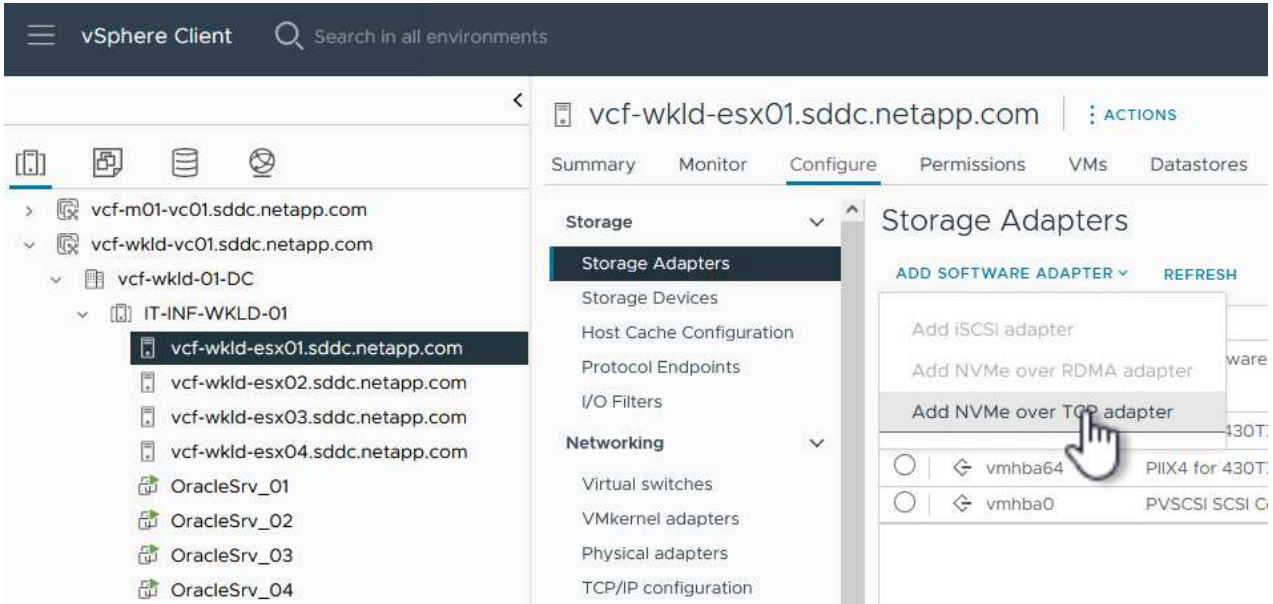 vSphere Client
Search in all environments
vcf-wkld-esx01.sddc.netapp.com
ACTIONS
Summary Monitor Configure Permissions VMs Datastores
vcf-m01-vc01.sddc.netapp.com
vcf-wkld-vc01.sddc.netapp.com
vcf-wkld-01-DC
IT-INF-WKLD-01
vcf-wkld-esx01.sddc.netapp.com
vcf-wkld-esx02.sddc.netapp.com
vcf-wkld-esx03.sddc.netapp.com
vcf-wkld-esx04.sddc.netapp.com
OracleSrv_01
OracleSrv_02
OracleSrv_03
OracleSrv_04
Storage
Storage Adapters
Storage Devices
Host Cache Configuration
Protocol Endpoints
I/O Filters
Networking
Virtual switches
VMkernel adapters
Physical adapters
TCP/IP configuration
Storage Adapters
ADD SOFTWARE ADAPTER REFRESH
Add iSCSI adapter
Add NVMe over RDMA adapter
ware
Add NVMe over TCP adapter
430T
vmhba64 PIIX4 for 430T
vmhba0 PVSCSI SCSI